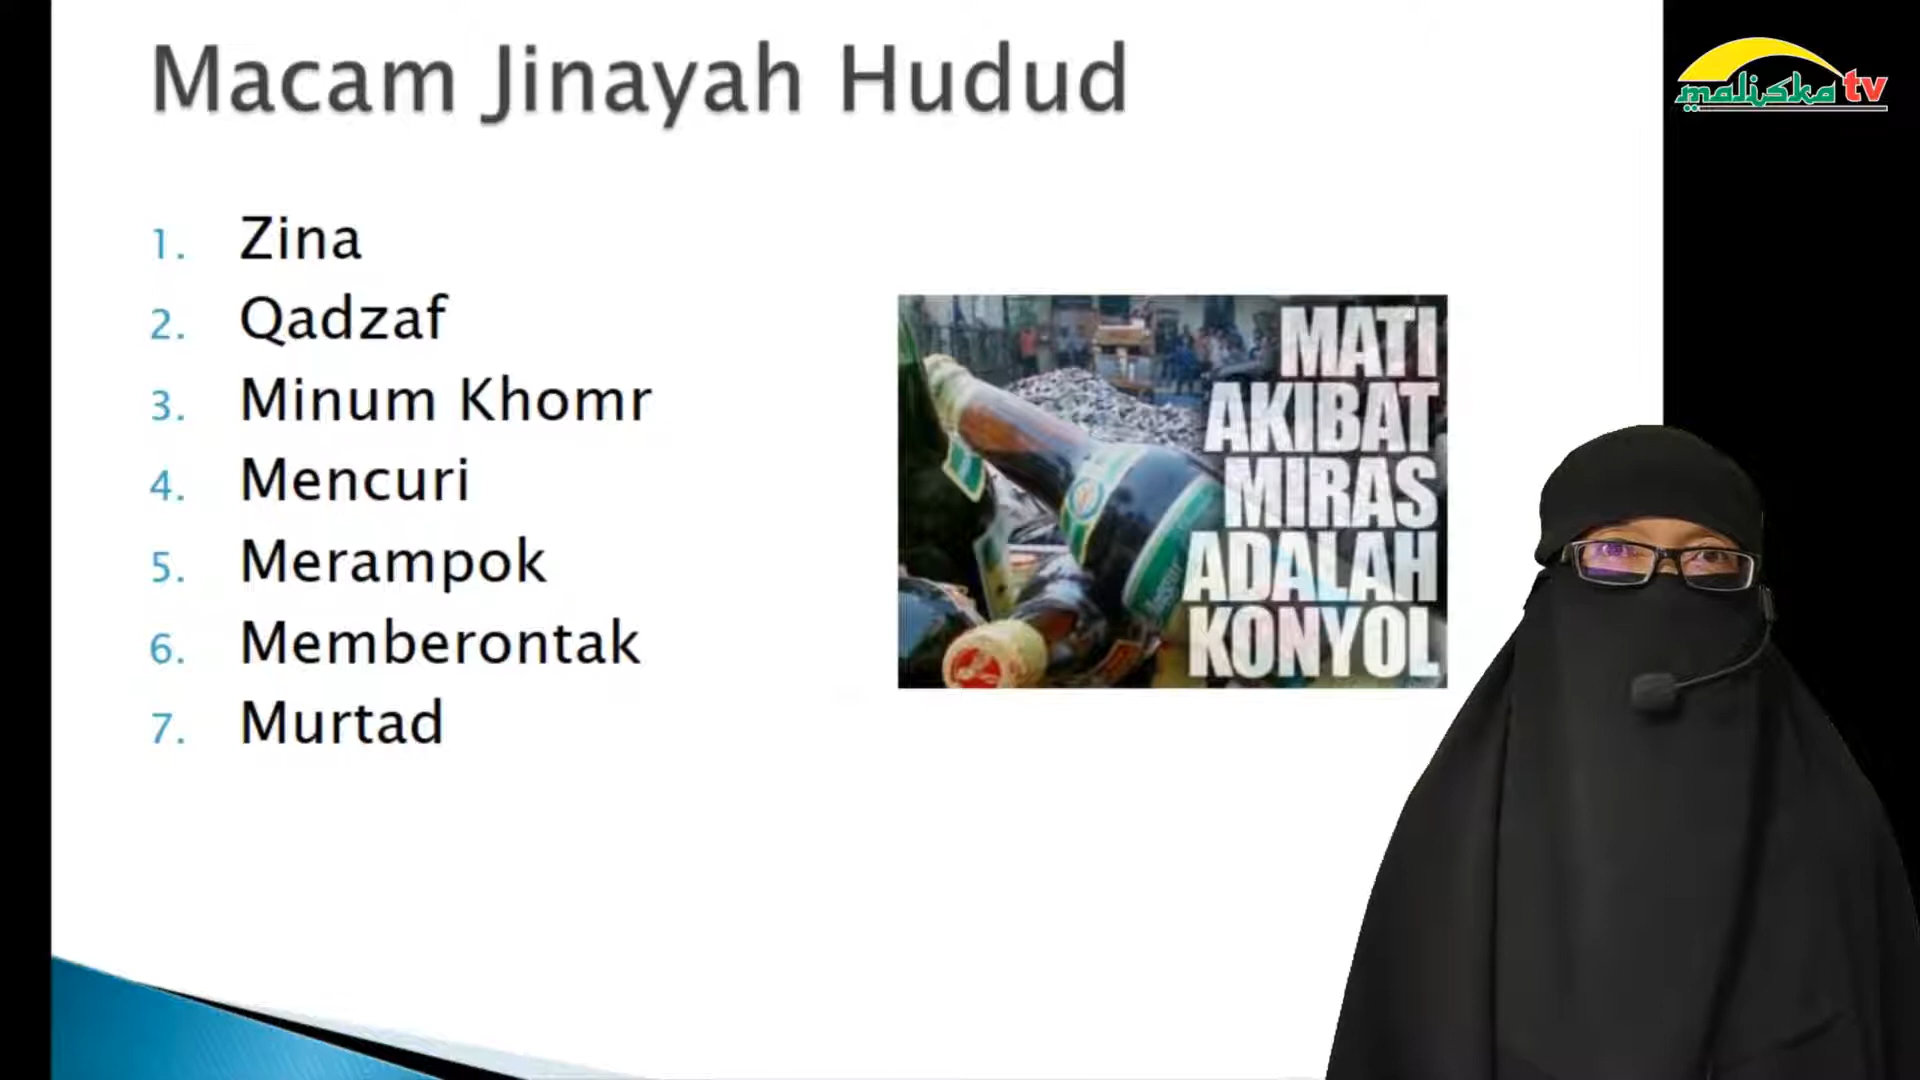 Macam Jinayah Hudud
maliska tv
1. Zina
2. Qadzaf
3. Minum Khomr
4. Mencuri
5. Merampok
6. Memberontak
7. Murtad
MATI
AKIBAT
MIRAS
ADALAH
KONYOL